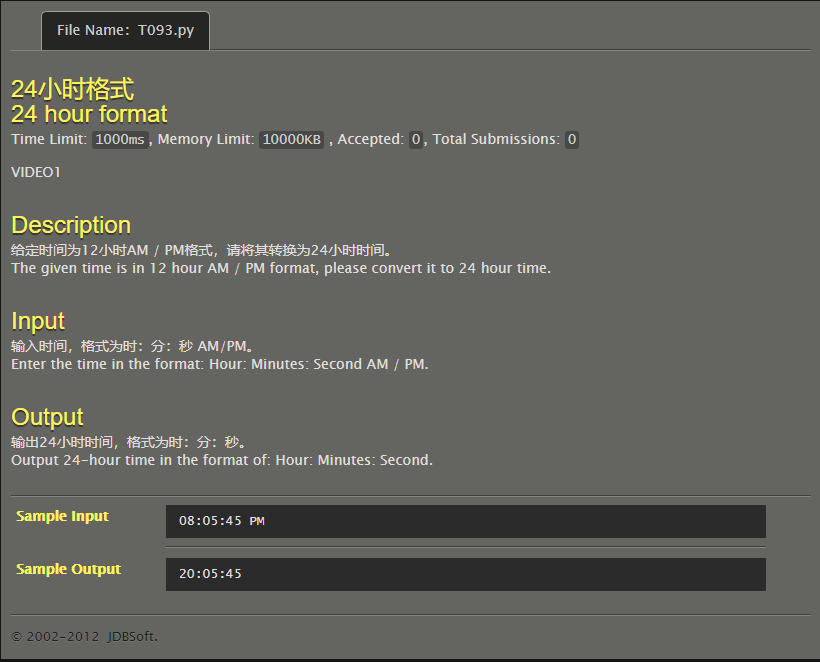 File Name: T093.py
24小时格式
24 hour format
Time Limit: 1000ms, Memory Limit: 10000KB , Accepted: 0, Total Submissions: 0
VIDEO1
Description
给定时间为12小时AM / PM格式，请将其转换为24小时时间。
The given time is in 12 hour AM / PM format, please convert it to 24 hour time.
Input
输入时间，格式为时：分：秒 AM/PM。
Enter the time in the format: Hour: Minutes: Second AM / PM.
Output
输出24小时时间，格式为时：分：秒。
Output 24-hour time in the format of: Hour: Minutes: Second.
Sample Input
08:05:45 PM
Sample Output
20:05:45
© 2002-2012 JDBSoft.